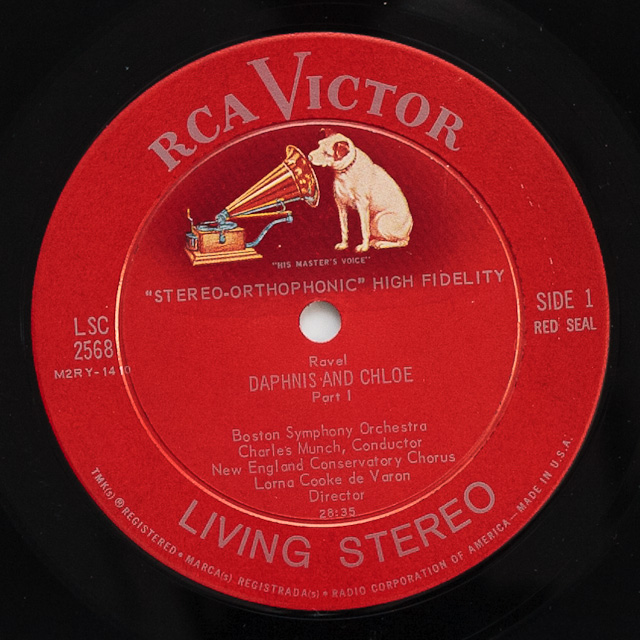 RCA VICTOR
"HIS MASTER'S VOICE"
"STEREO-ORTHOPHONIC" HIGH FIDELITY
LSC
2568
SIDE 1
RED SEAL
Ravel
DAPHNIS AND CHLOE
Part 1
Boston Symphony Orchestra
Charles Munch, Conductor
New England Conservatory Chorus
Lorna Cooke de Varon
Director
28:35
LIVING STEREO
TMK(s) ® REGISTERED • MARCA(s) REGISTRADA(s) • RADIO CORPORATION OF AMERICA - MADE IN U.S.A.